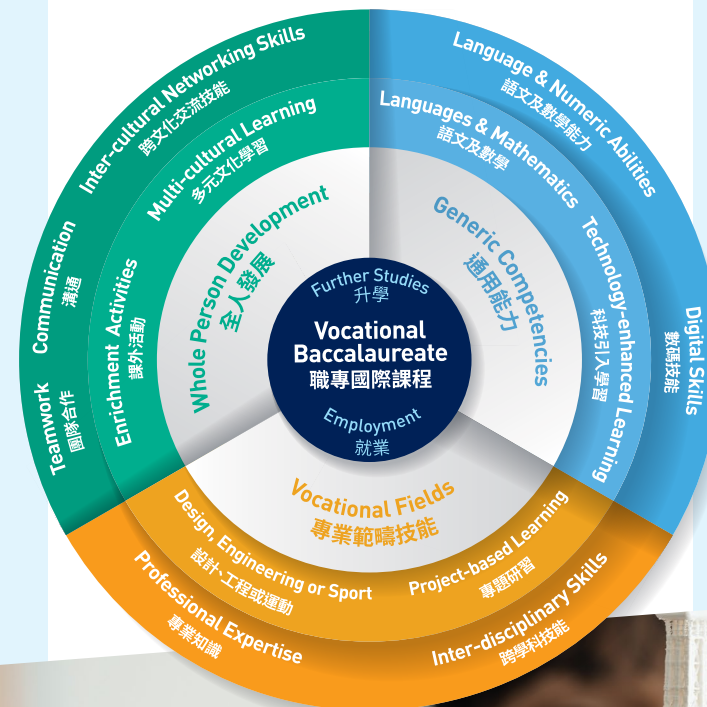 Inter-cultural Networking Skills
跨文化交流技能
Communication
溝通
Teamwork
團隊合作
Multi-cultural Learning
多元文化學習
Enrichment Activities
課外活動
Whole Person Development
全人發展
Language & Numeric Abilities
語文及數學能力
Digital Skills
數碼技能
Languages & Mathematics
語文及數學
Technology-enhanced Learning
科技引入學習
Generic Competencies
通用能力
Further Studies
升學
Vocational
Baccalaureate
職專國際課程
Employment
就業
Vocational Fields
專業範疇技能
Design, Engineering or Sport
設計、工程或運動
Project-based Learning
專題研習
Professional Expertise
專業知識
Inter-disciplinary Skills
跨學科技能